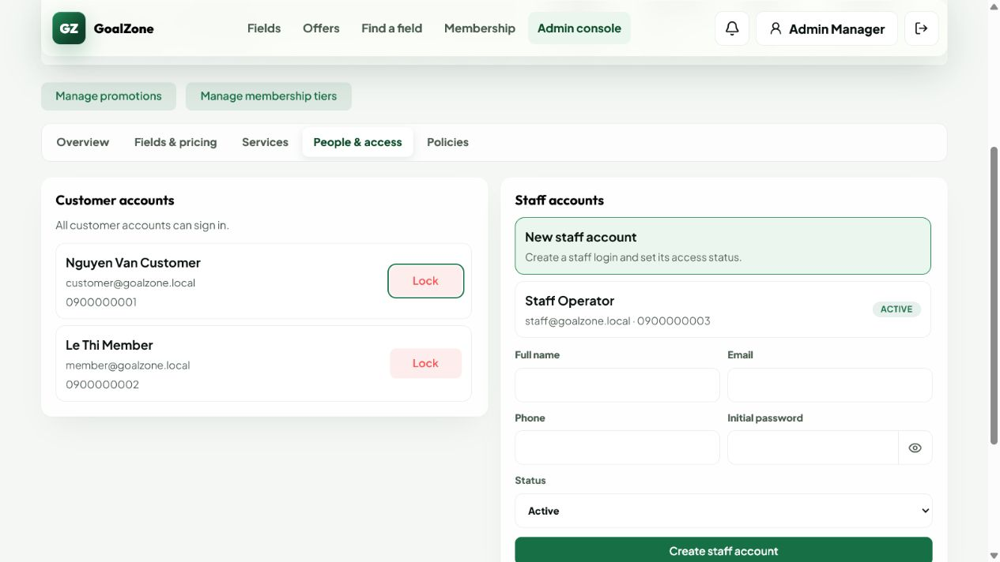 GZ GoalZone Fields Offers Find a field Membership Admin console Admin Manager
Manage promotions Manage membership tiers
Overview Fields & pricing Services People & access Policies
Customer accounts
All customer accounts can sign in.
Nguyen Van Customer
customer@goalzone.local
0900000001
Lock
Le Thi Member
member@goalzone.local
0900000002
Lock
Staff accounts
New staff account
Create a staff login and set its access status.
Staff Operator
staff@goalzone.local · 0900000003
ACTIVE
Full name Email
Phone Initial password
Status
Active
Create staff account